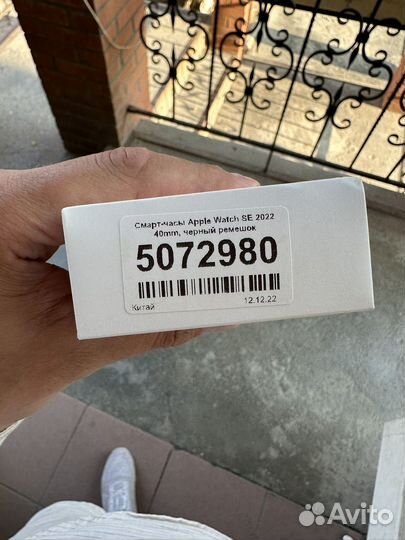 Смарт-часы Apple Watch SE 2022
40mm, черный ремешок
5072980
Китай 12.12.22
Avito